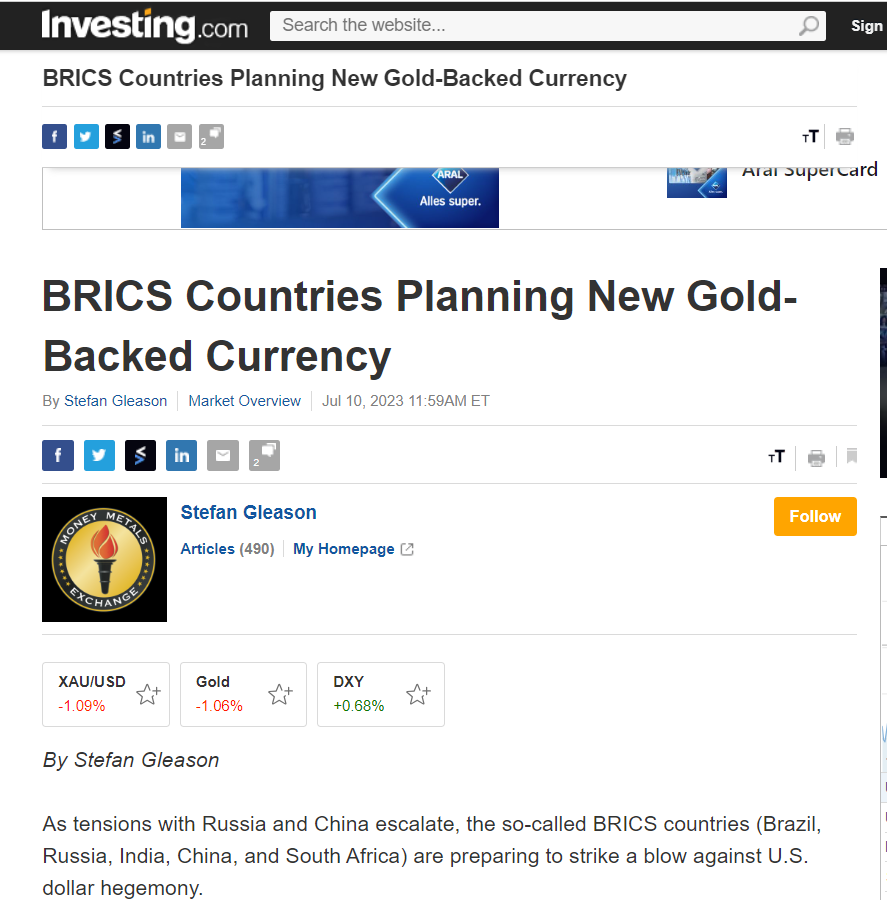 Investing.com
Search the website...
Sign
BRICS Countries Planning New Gold-Backed Currency
f
in
2
TT
ARAL
Alles super.
Aral SuperCard
BRICS Countries Planning New Gold-
Backed Currency
By Stefan Gleason
Market Overview
Jul 10, 2023 11:59AM ET
f
in
2
TT
MONEY METALS
EXCHANGE
Stefan Gleason
Follow
Articles (490)
My Homepage
XAU/USD
-1.09%
Gold
-1.06%
DXY
+0.68%
By Stefan Gleason
As tensions with Russia and China escalate, the so-called BRICS countries (Brazil,
Russia, India, China, and South Africa) are preparing to strike a blow against U.S.
dollar hegemony.